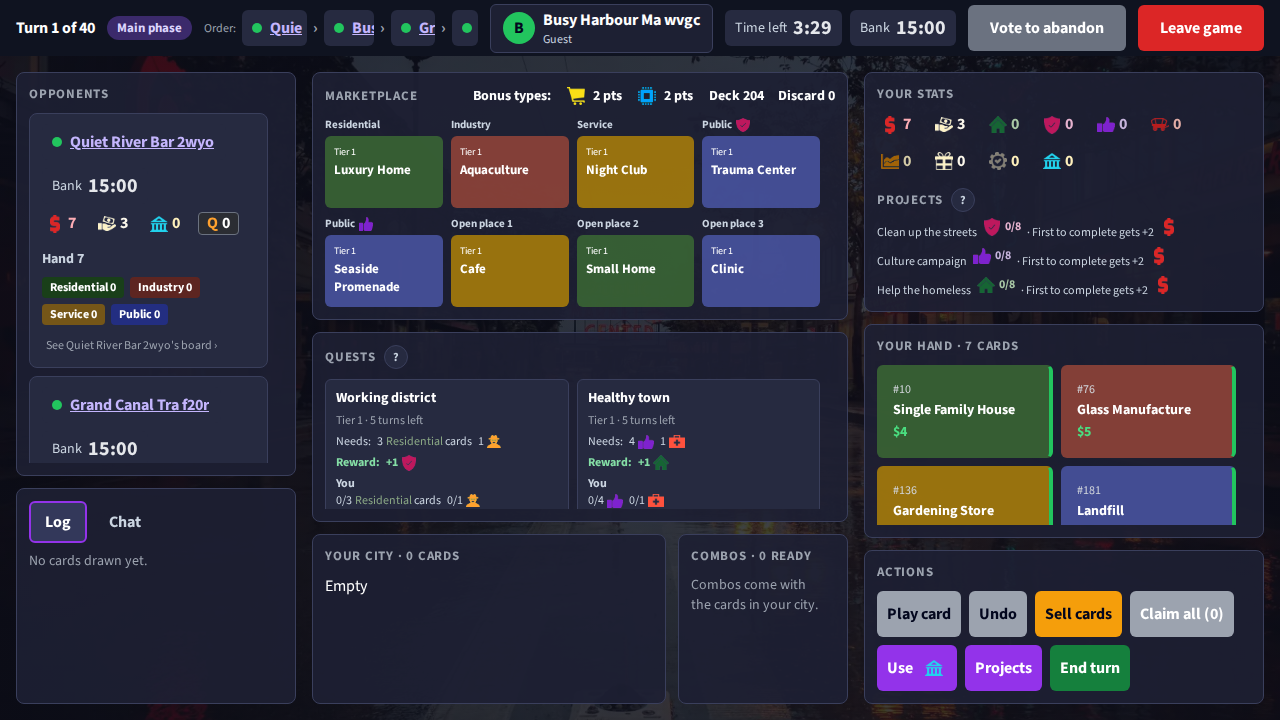 Turn 1 of 40 Main phase Order: Quie › Bus › Gr ›
B Busy Harbour Ma wvgc
Guest
Time left 3:29 Bank 15:00 Vote to abandon Leave game
OPPONENTS
Quiet River Bar 2wyo
Bank 15:00
7 3 0 Q 0
Hand 7
Residential 0 Industry 0
Service 0 Public 0
See Quiet River Bar 2wyo's board ›
Grand Canal Tra f20r
Bank 15:00
Log Chat
No cards drawn yet.
MARKETPLACE Bonus types: 2 pts 2 pts Deck 204 Discard 0
Residential Industry Service Public
Tier 1 Tier 1 Tier 1 Tier 1
Luxury Home Aquaculture Night Club Trauma Center
Public Open place 1 Open place 2 Open place 3
Tier 1 Tier 1 Tier 1 Tier 1
Seaside Cafe Small Home Clinic
Promenade
QUESTS ?
Working district
Tier 1 · 5 turns left
Needs: 3 Residential cards 1
Reward: +1
You
0/3 Residential cards 0/1
Healthy town
Tier 1 · 5 turns left
Needs: 4 1
Reward: +1
You
0/4 0/1
YOUR CITY · 0 CARDS
Empty
COMBOS · 0 READY
Combos come with
the cards in your city.
YOUR STATS
7 3 0 0 0 0
0 0 0 0
PROJECTS ?
Clean up the streets 0/8 · First to complete gets +2
Culture campaign 0/8 · First to complete gets +2
Help the homeless 0/8 · First to complete gets +2
YOUR HAND · 7 CARDS
#10
Single Family House
$4
#76
Glass Manufacture
$5
#136
Gardening Store
#181
Landfill
ACTIONS
Play card Undo Sell cards Claim all (0)
Use Projects End turn